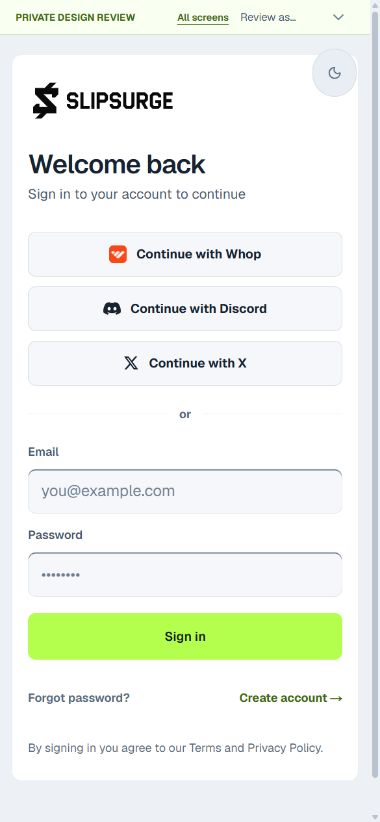 PRIVATE DESIGN REVIEW All screens Review as...
SLIPSURGE
Welcome back
Sign in to your account to continue
Continue with Whop
Continue with Discord
Continue with X
or
Email
you@example.com
Password
••••••••
Sign in
Forgot password? Create account →
By signing in you agree to our Terms and Privacy Policy.